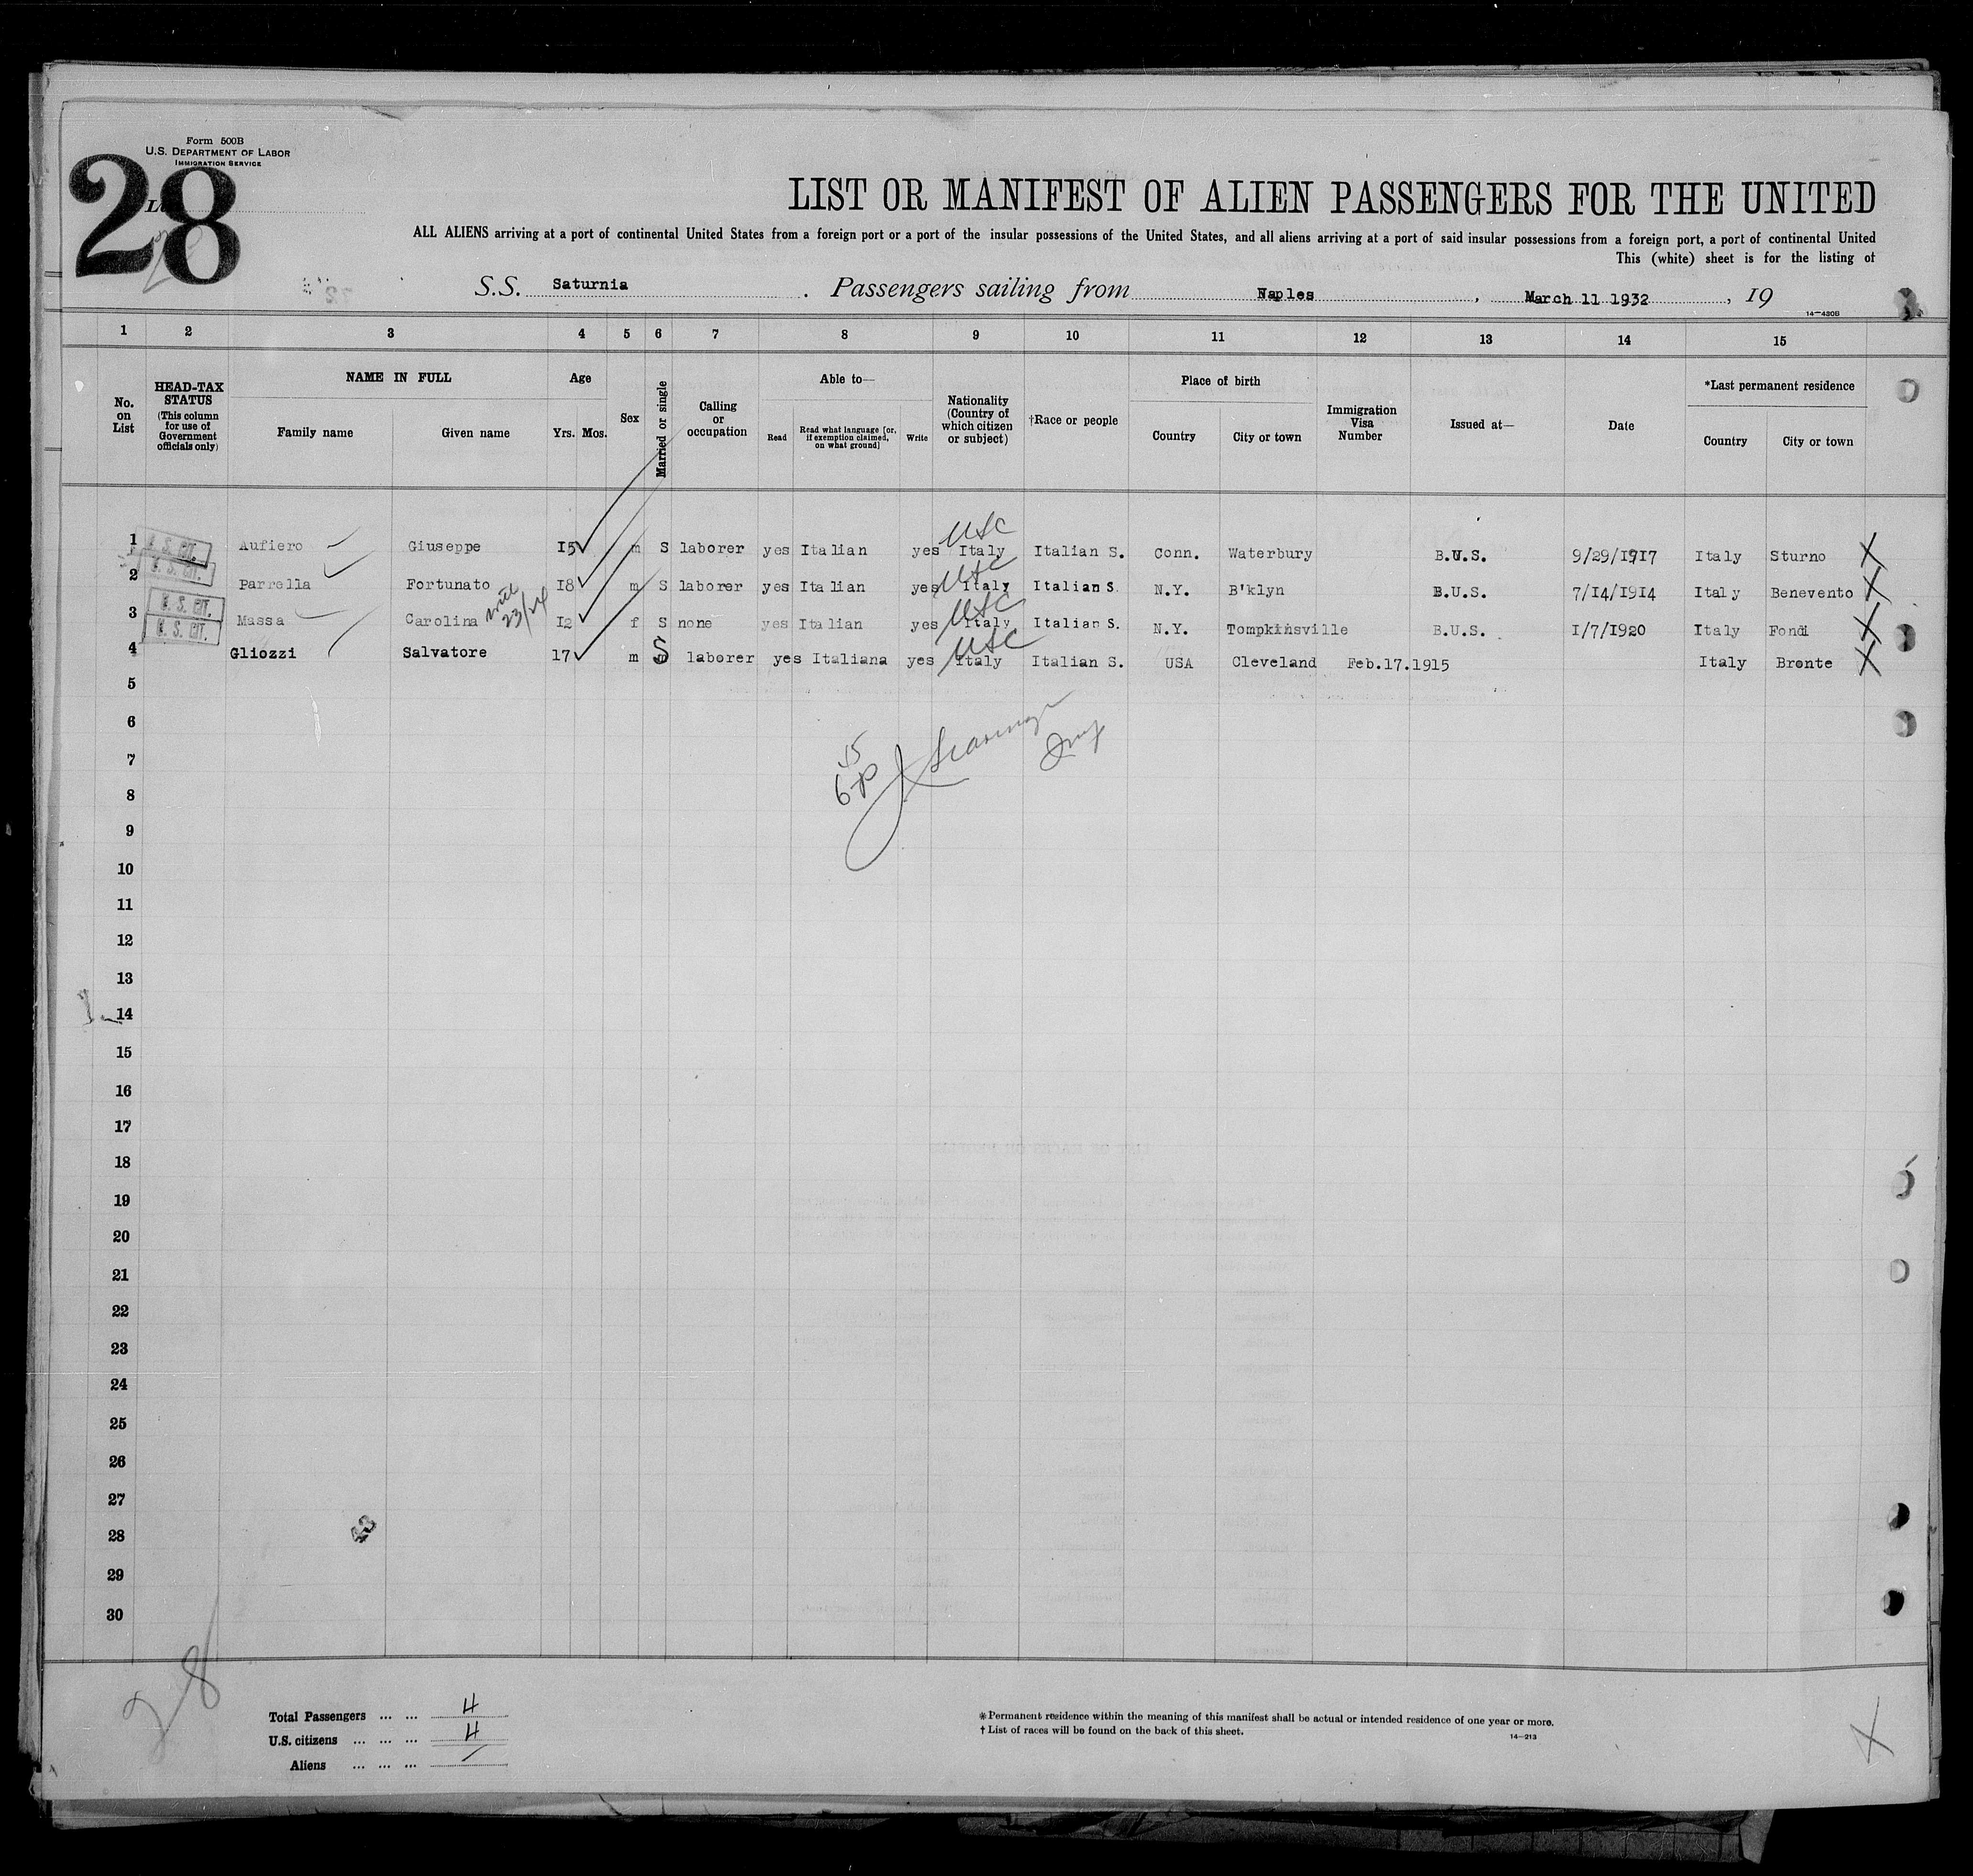 Form 500B
U.S. DEPARTMENT OF LABOR
IMMIGRATION SERVICE
28
LIST OR MANIFEST OF ALIEN PASSENGERS FOR THE UNITED
ALL ALIENS arriving at a port of continental United States from a foreign port or a port of the insular possessions of the United States, and all aliens arriving at a port of said insular possessions from a foreign port, a port of continental United
This (white) sheet is for the listing of
S.S. Saturnia . Passengers sailing from Naples , March 11 1932 , 19
14—430B
1 2 3 4 5 6 7 8 9 10 11 12 13 14 15
No. on List
HEAD-TAX STATUS
(This column for use of Government officials only)
NAME IN FULL
Family name Given name
Age
Yrs. Mos.
Sex
Married or single
Calling or occupation
Able to—
Read Read what language [or, if exemption claimed, on what ground] Write
Nationality (Country of which citizen or subject)
†Race or people
Place of birth
Country City or town
Immigration Visa Number
Issued at—
Date
*Last permanent residence
Country City or town
1 U. S. CIT. Aufiero Giuseppe 15 m S laborer yes Italian yes USC Italy Italian S. Conn. Waterbury B.U.S. 9/29/1917 Italy Sturno X
2 U. S. CIT. Parrella Fortunato 18 m S laborer yes Italian yes USC Italy Italian S. N.Y. B'klyn B.U.S. 7/14/1914 Italy Benevento X
3 U. S. CIT. Massa Carolina 23/24 12 f S none yes Italian yes USC Italy Italian S. N.Y. Tompkinsville B.U.S. 1/7/1920 Italy Fondi X
4 U. S. CIT. Gliozzi Salvatore 17 m S laborer yes Italiana yes USC Italy Italian S. USA Cleveland Feb.17.1915 Italy Bronte X
5
6
7
8
9
10
11
12
13
14
15
16
17
18
19
20
21
22
23
24
25
26
27
28
29
30
28
Total Passengers ... ... 4
U.S. citizens ... ... ... 4
Aliens ... ... ... /
*Permanent residence within the meaning of this manifest shall be actual or intended residence of one year or more.
†List of races will be found on the back of this sheet.
14—213
X